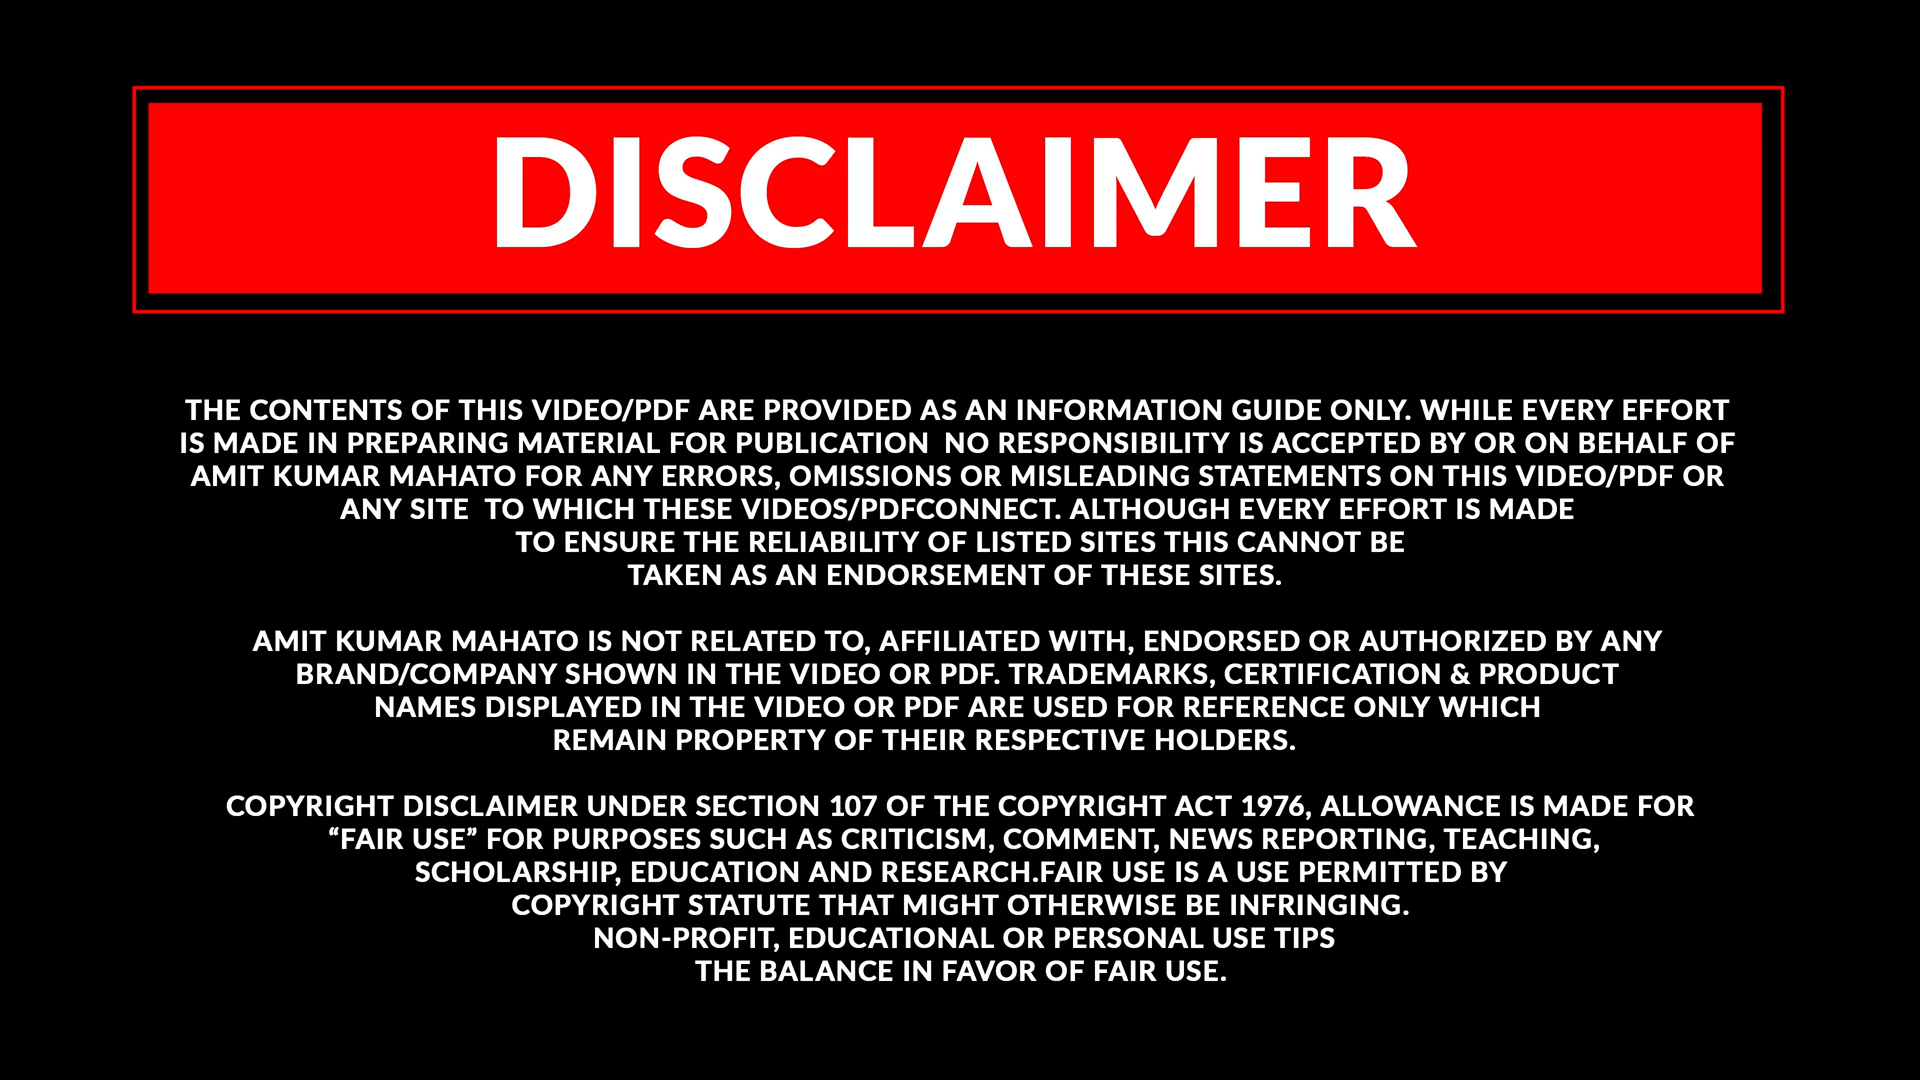 DISCLAIMER
THE CONTENTS OF THIS VIDEO/PDF ARE PROVIDED AS AN INFORMATION GUIDE ONLY. WHILE EVERY EFFORT
IS MADE IN PREPARING MATERIAL FOR PUBLICATION  NO RESPONSIBILITY IS ACCEPTED BY OR ON BEHALF OF
AMIT KUMAR MAHATO FOR ANY ERRORS, OMISSIONS OR MISLEADING STATEMENTS ON THIS VIDEO/PDF OR
ANY SITE  TO WHICH THESE VIDEOS/PDFCONNECT. ALTHOUGH EVERY EFFORT IS MADE
TO ENSURE THE RELIABILITY OF LISTED SITES THIS CANNOT BE
TAKEN AS AN ENDORSEMENT OF THESE SITES.
AMIT KUMAR MAHATO IS NOT RELATED TO, AFFILIATED WITH, ENDORSED OR AUTHORIZED BY ANY
BRAND/COMPANY SHOWN IN THE VIDEO OR PDF. TRADEMARKS, CERTIFICATION & PRODUCT
NAMES DISPLAYED IN THE VIDEO OR PDF ARE USED FOR REFERENCE ONLY WHICH
REMAIN PROPERTY OF THEIR RESPECTIVE HOLDERS.
COPYRIGHT DISCLAIMER UNDER SECTION 107 OF THE COPYRIGHT ACT 1976, ALLOWANCE IS MADE FOR
“FAIR USE” FOR PURPOSES SUCH AS CRITICISM, COMMENT, NEWS REPORTING, TEACHING,
SCHOLARSHIP, EDUCATION AND RESEARCH.FAIR USE IS A USE PERMITTED BY
COPYRIGHT STATUTE THAT MIGHT OTHERWISE BE INFRINGING.
NON-PROFIT, EDUCATIONAL OR PERSONAL USE TIPS
THE BALANCE IN FAVOR OF FAIR USE.